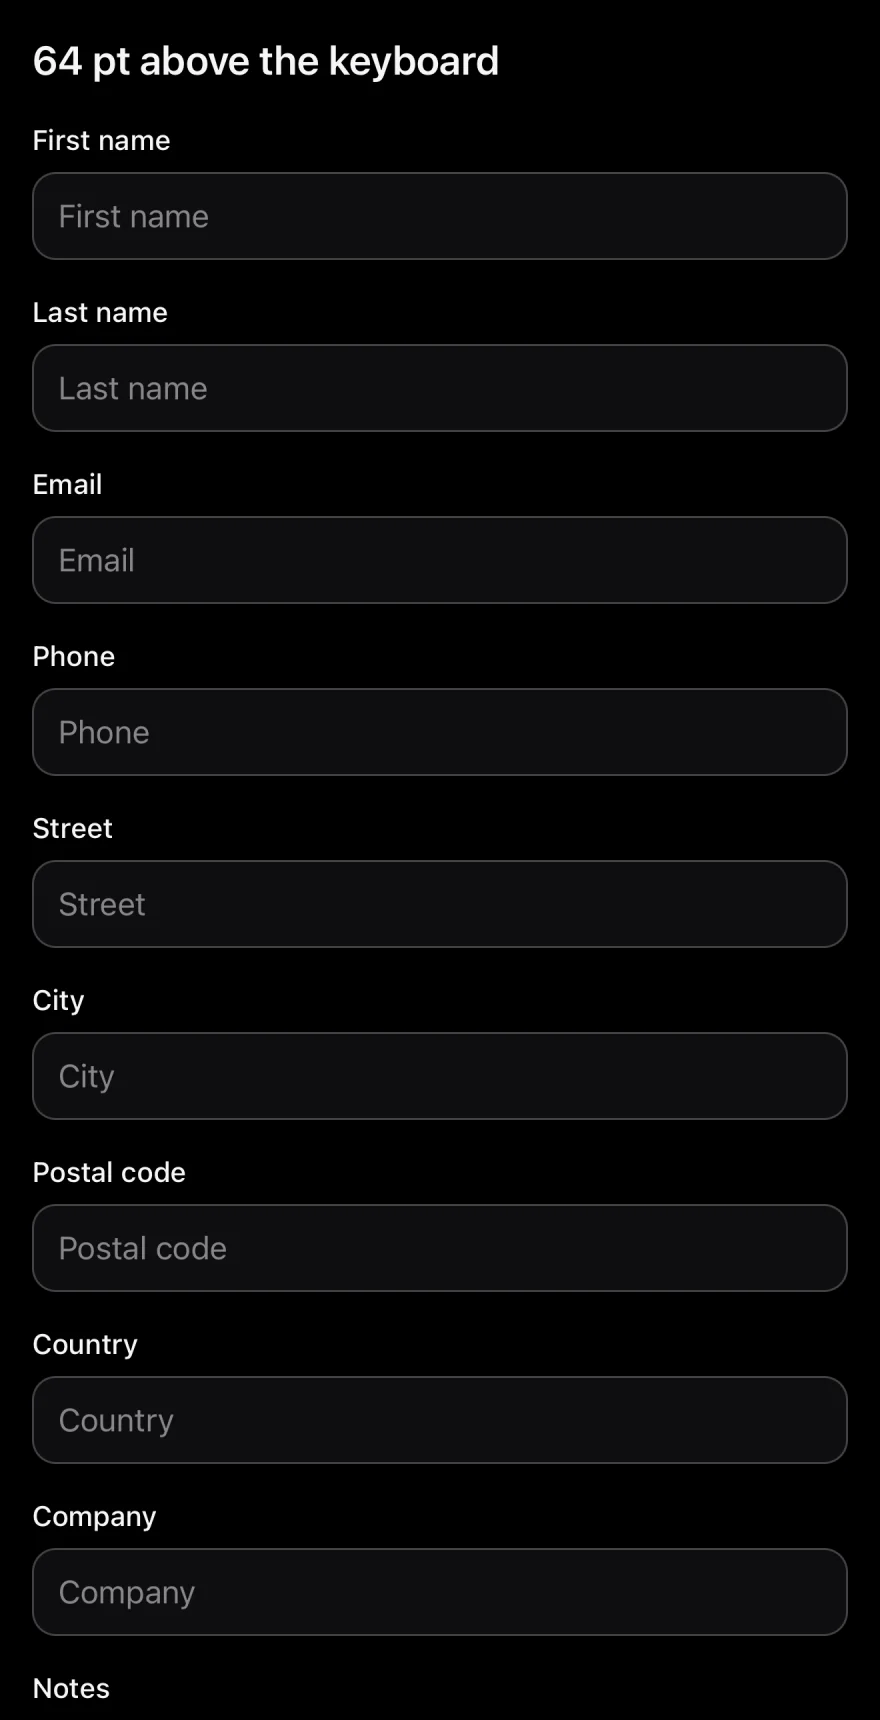 64 pt above the keyboard
First name
First name
Last name
Last name
Email
Email
Phone
Phone
Street
Street
City
City
Postal code
Postal code
Country
Country
Company
Company
Notes